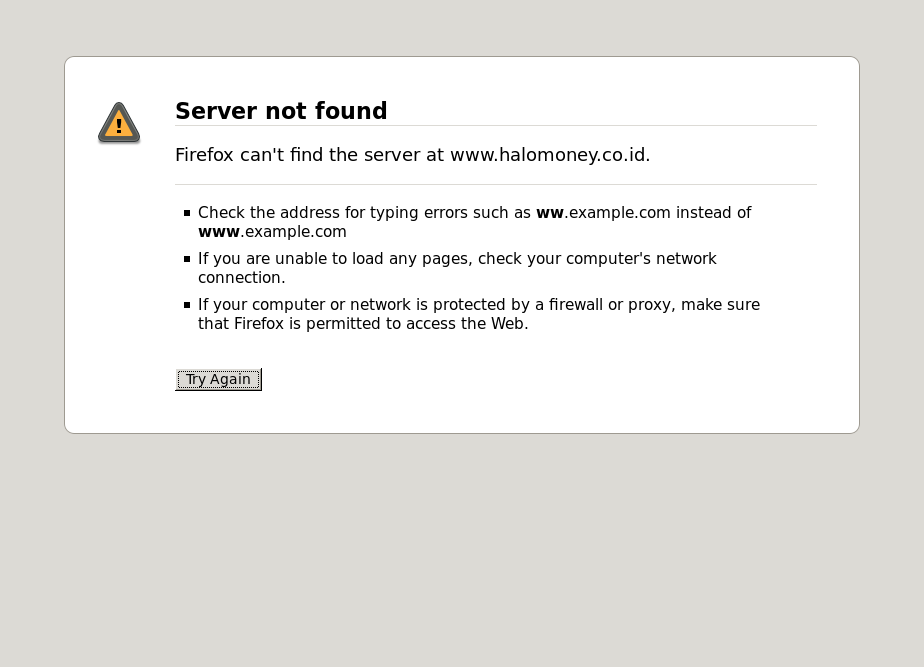 Server not found
Firefox can't find the server at www.halomoney.co.id.
Check the address for typing errors such as ww.example.com instead of
www.example.com
If you are unable to load any pages, check your computer's network
connection.
If your computer or network is protected by a firewall or proxy, make sure
that Firefox is permitted to access the Web.
Try Again